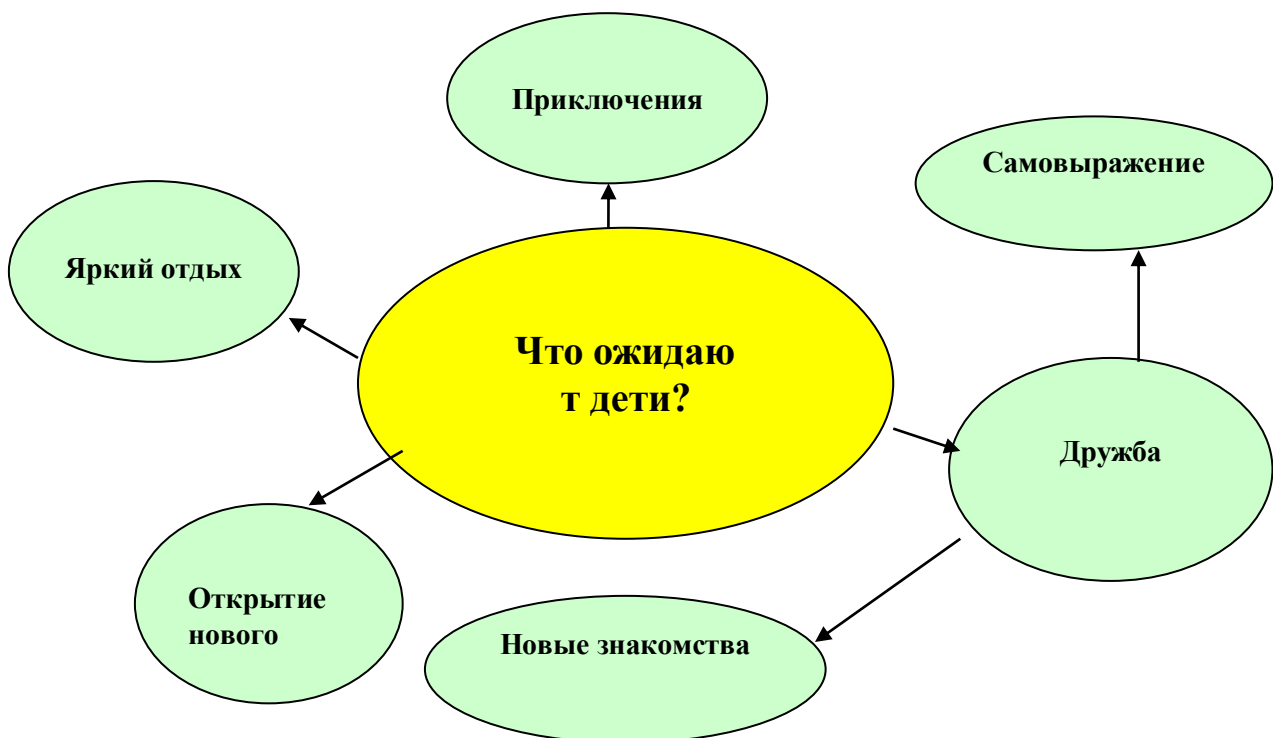 Приключения
Самовыражение
Яркий отдых
Что ожидаю
т дети?
Дружба
Открытие
нового
Новые знакомства